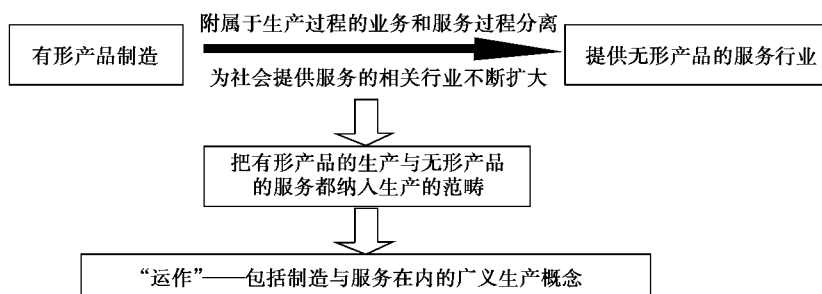 附属于生产过程的业务和服务过程分离
有形产品制造
提供无形产品的服务行业
为社会提供服务的相关行业不断扩大
把有形产品的生产与无形产品
的服务都纳入生产的范畴
“运作”——包括制造与服务在内的广义生产概念